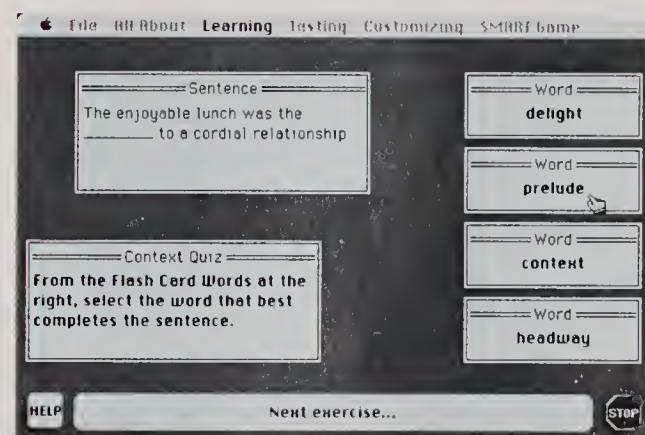 File All About Learning Testing Customizing SMART Game
Sentence
The enjoyable lunch was the
________ to a cordial relationship
Word
delight
Word
prelude
Word
context
Word
headway
Context Quiz
From the Flash Card Words at the
right, select the word that best
completes the sentence.
HELP
Next exercise...
STOP